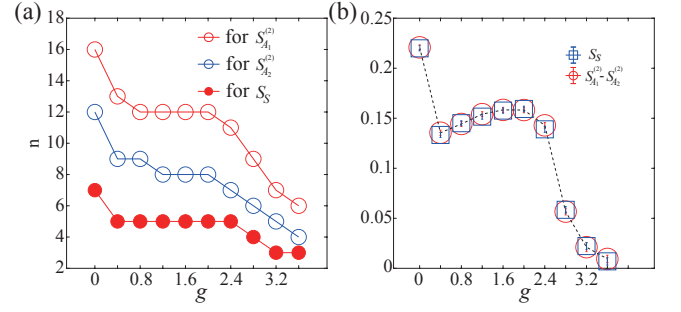 (a)
18
16
14
12
10
8
6
4
2
n
for S_{A_1}^{(2)}
for S_{A_2}^{(2)}
for S_S
0 0.8 1.6 2.4 3.2
g
(b)
0.25
0.2
0.15
0.1
0.05
0
S_S
S_{A_1}^{(2)}-S_{A_2}^{(2)}
0 0.8 1.6 2.4 3.2
g